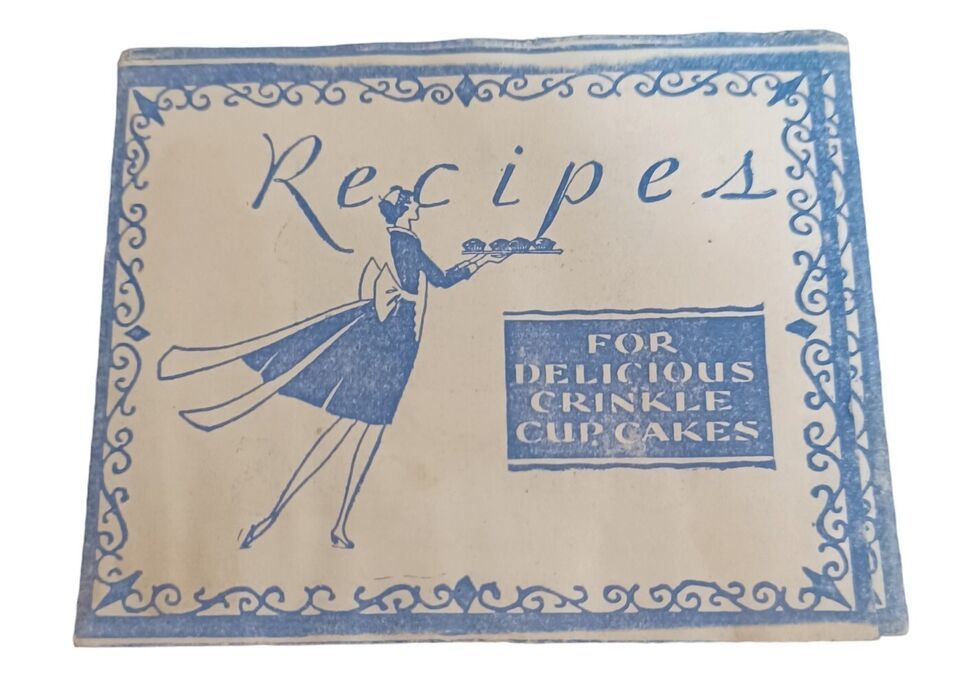 Recipes
FOR
DELICIOUS
CRINKLE
CUP CAKES